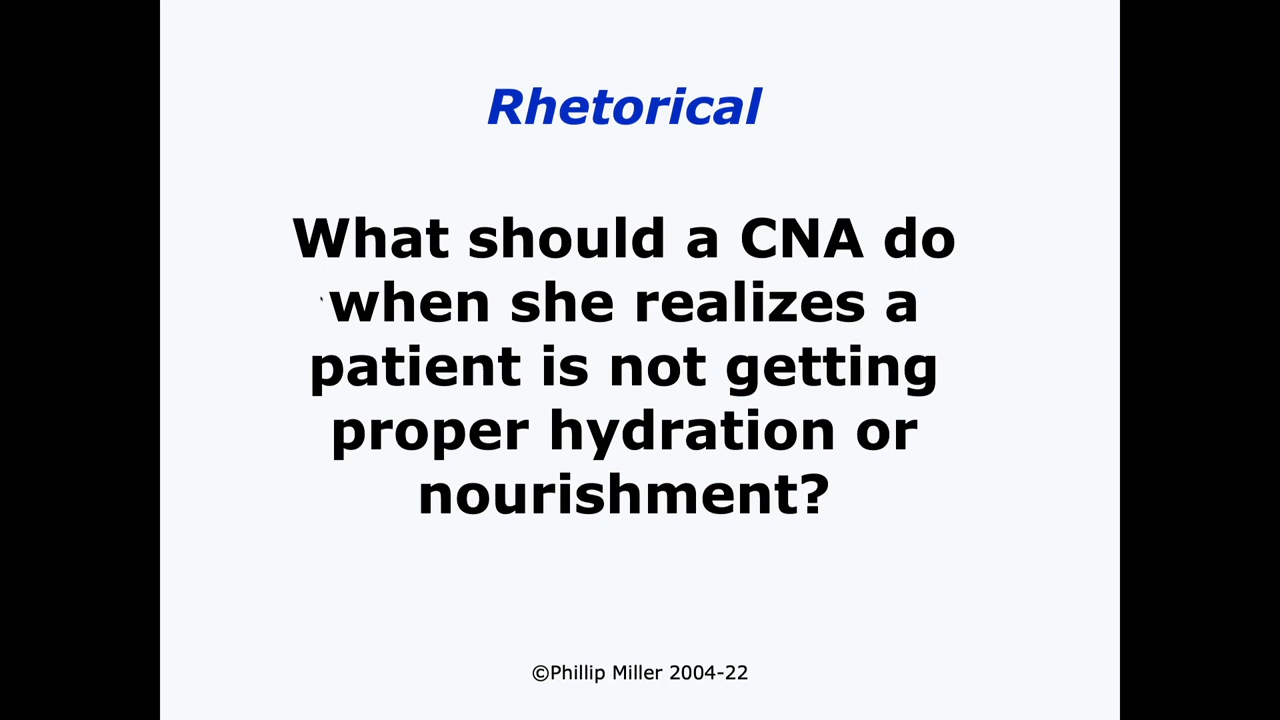 Rhetorical
What should a CNA do
when she realizes a
patient is not getting
proper hydration or
nourishment?
©Phillip Miller 2004-22